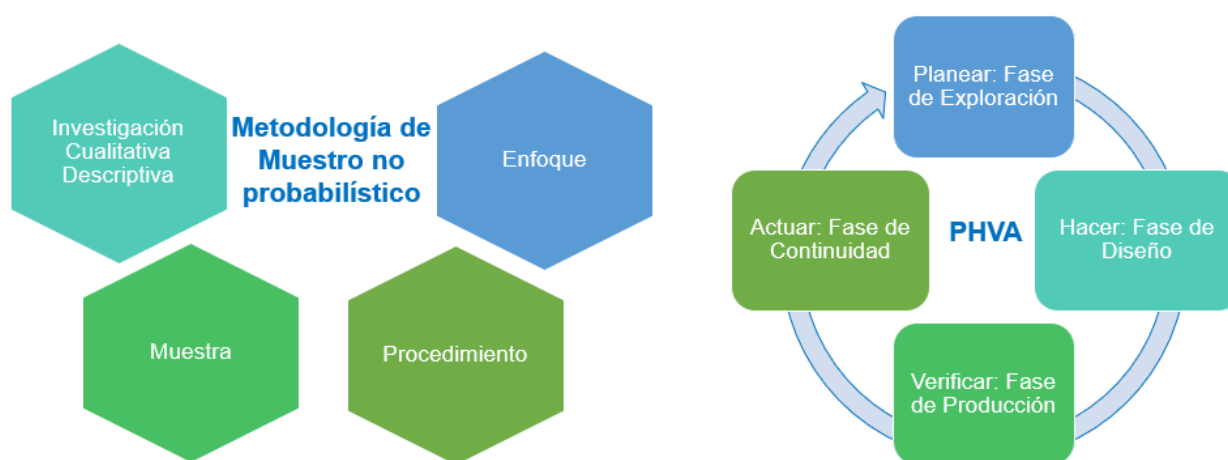 Investigación
Cualitativa
Descriptiva
Metodología de
Muestro no
probabilístico
Enfoque
Muestra
Procedimiento
Planear: Fase
de Exploración
Actuar: Fase de
Continuidad
PHVA
Hacer: Fase de
Diseño
Verificar: Fase
de Producción